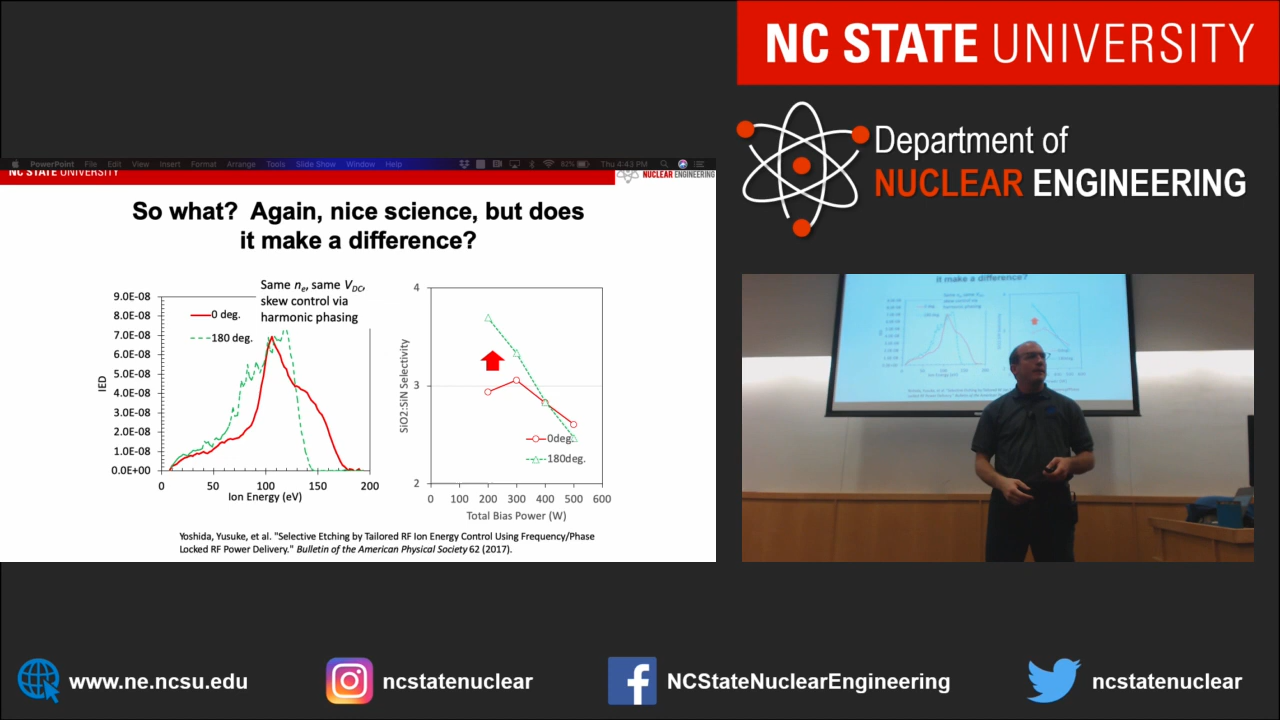 NC STATE UNIVERSITY
Department of
NUCLEAR ENGINEERING
PowerPoint File Edit View Insert Format Arrange Tools Slide Show Window Help 92% Thu 4:43 PM
NC STATE UNIVERSITY
NUCLEAR ENGINEERING
So what? Again, nice science, but does
it make a difference?
Same ne, same VDC,
skew control via
harmonic phasing
0 deg.
180 deg.
IED
9.0E-08
8.0E-08
7.0E-08
6.0E-08
5.0E-08
4.0E-08
3.0E-08
2.0E-08
1.0E-08
0.0E+00
0 50 100 150 200
Ion Energy (eV)
SiO2:SiN Selectivity
4
3
2
0deg.
180deg.
0 100 200 300 400 500 600
Total Bias Power (W)
Yoshida, Yusuke, et al. "Selective Etching by Tailored RF Ion Energy Control Using Frequency/Phase
Locked RF Power Delivery." Bulletin of the American Physical Society 62 (2017).
it make a difference?
www.ne.ncsu.edu
ncstatenuclear
NCStateNuclearEngineering
ncstatenuclear